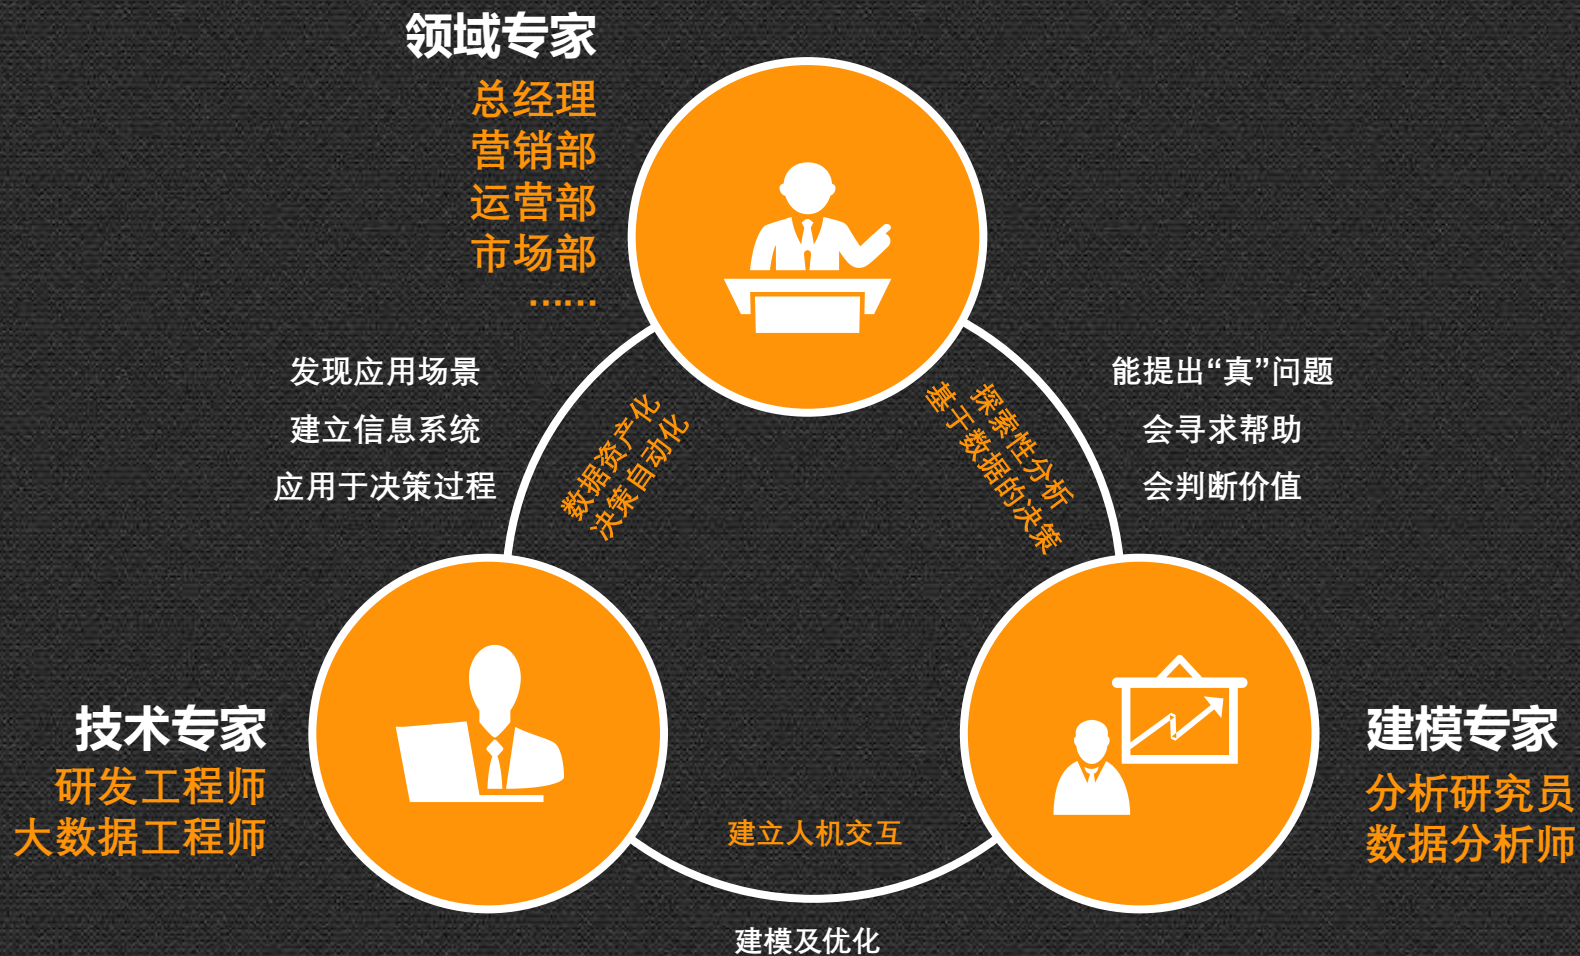 领域专家
总经理
营销部
运营部
市场部
……
发现应用场景
建立信息系统
应用于决策过程
数据资产化
决策自动化
探索性分析
基于数据的决策
能提出“真”问题
会寻求帮助
会判断价值
技术专家
研发工程师
大数据工程师
建立人机交互
建模及优化
建模专家
分析研究员
数据分析师